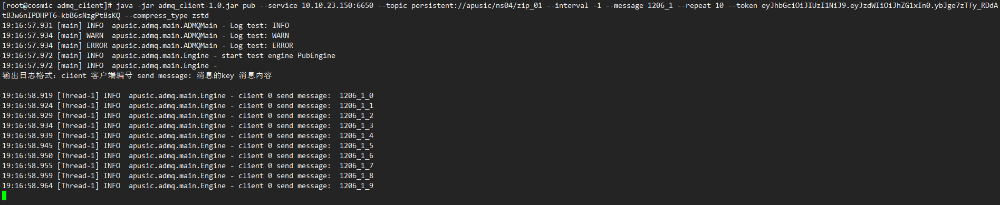 [root@cosmic admq_client]# java -jar admq_client-1.0.jar pub --service 10.10.23.150:6650 --topic persistent://apusic/ns04/zip_01 --interval -1 --message 1206_1 --repeat 10 --token eyJhbGciOiJIUzI1NiJ9.eyJzdWIiOiJhZG1xIn0.ybJge7zTfy_RDdA
tB3w6nIPDHPT6-kbB6sNzgPt8sKQ --compress_type zstd
19:16:57.931 [main] INFO  apusic.admq.main.ADMQMain - Log test: INFO
19:16:57.934 [main] WARN  apusic.admq.main.ADMQMain - Log test: WARN
19:16:57.934 [main] ERROR apusic.admq.main.ADMQMain - Log test: ERROR
19:16:57.972 [main] INFO  apusic.admq.main.Engine - start test engine PubEngine
19:16:57.972 [main] INFO  apusic.admq.main.Engine -
输出日志格式：client 客户端编号 send message: 消息的key 消息内容
19:16:58.919 [Thread-1] INFO  apusic.admq.main.Engine - client 0 send message:  1206_1_0
19:16:58.924 [Thread-1] INFO  apusic.admq.main.Engine - client 0 send message:  1206_1_1
19:16:58.929 [Thread-1] INFO  apusic.admq.main.Engine - client 0 send message:  1206_1_2
19:16:58.934 [Thread-1] INFO  apusic.admq.main.Engine - client 0 send message:  1206_1_3
19:16:58.939 [Thread-1] INFO  apusic.admq.main.Engine - client 0 send message:  1206_1_4
19:16:58.945 [Thread-1] INFO  apusic.admq.main.Engine - client 0 send message:  1206_1_5
19:16:58.950 [Thread-1] INFO  apusic.admq.main.Engine - client 0 send message:  1206_1_6
19:16:58.955 [Thread-1] INFO  apusic.admq.main.Engine - client 0 send message:  1206_1_7
19:16:58.959 [Thread-1] INFO  apusic.admq.main.Engine - client 0 send message:  1206_1_8
19:16:58.964 [Thread-1] INFO  apusic.admq.main.Engine - client 0 send message:  1206_1_9